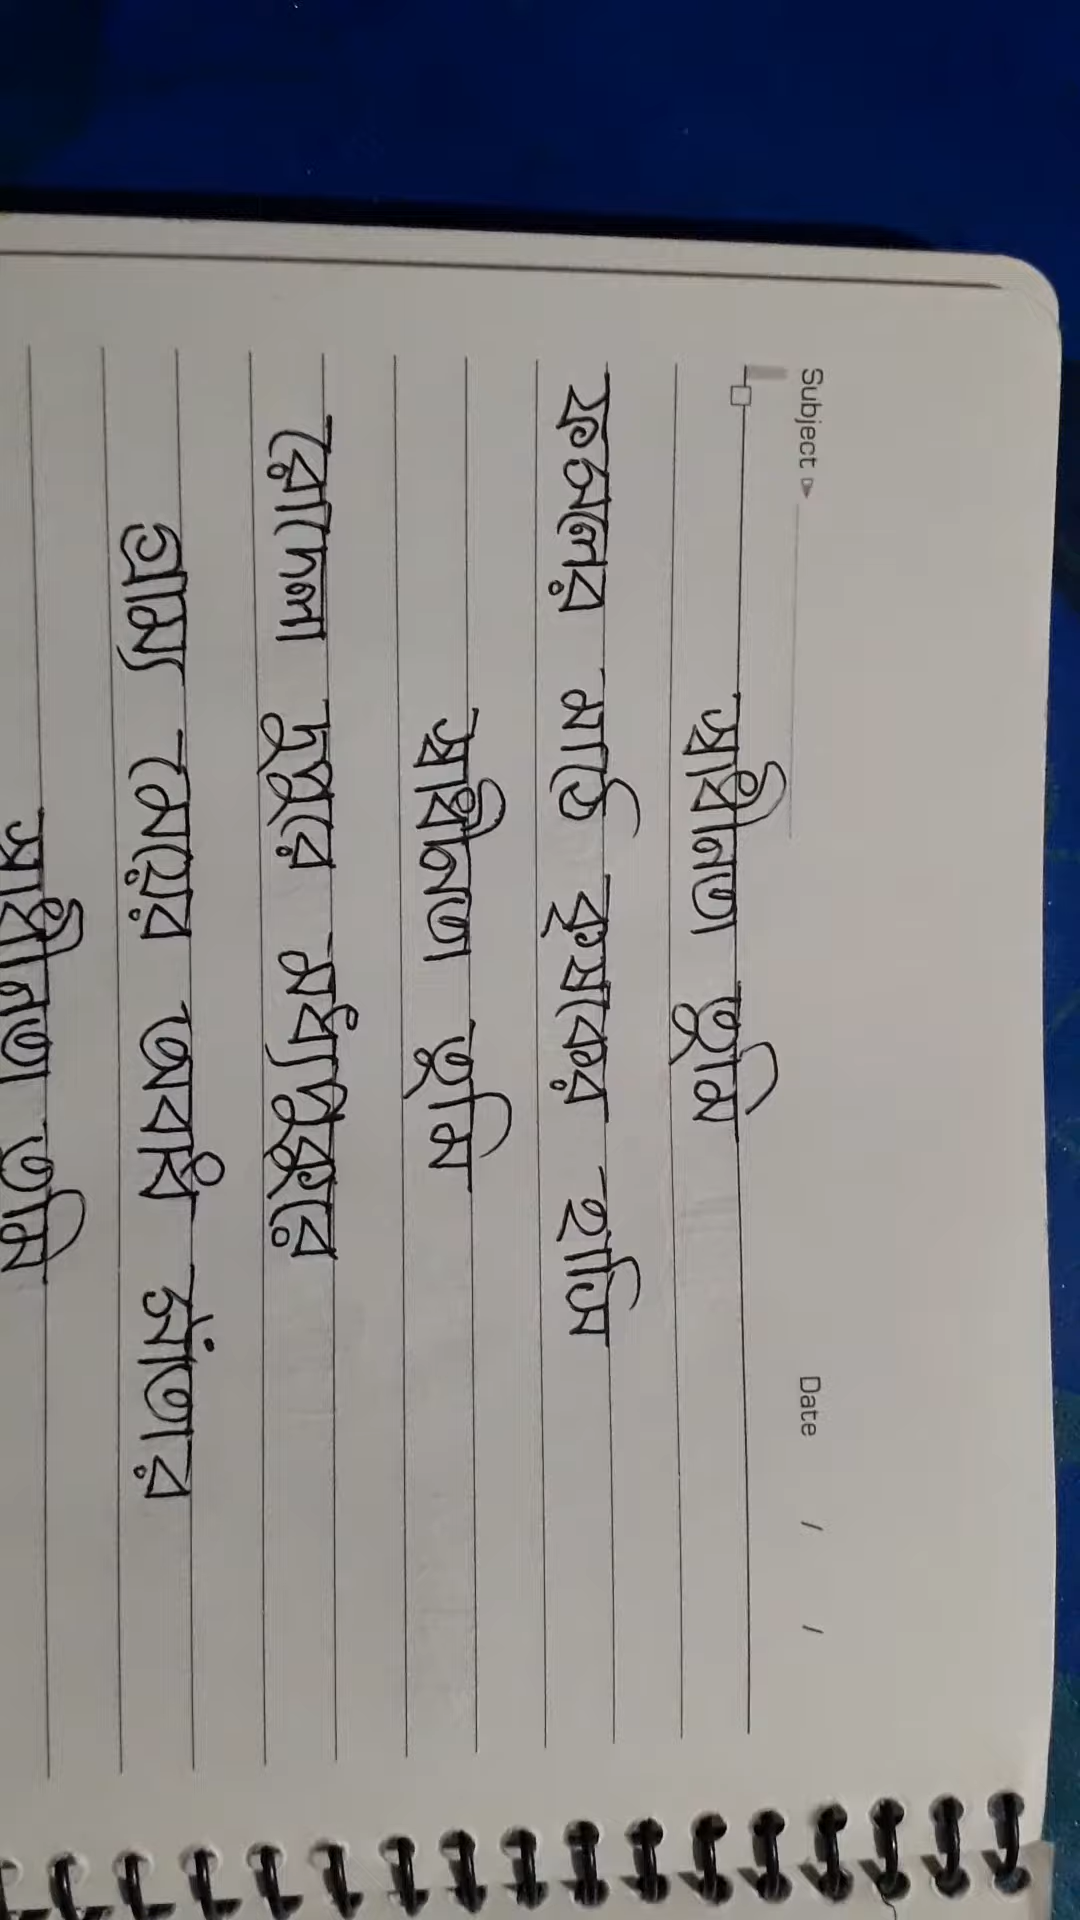 Subject ▷ Date / /
স্বাধীনতা তুমি
ফসলের মাঠে কৃষকের হাসি
স্বাধীনতা তুমি
রোদেলা দুপুরে মধ্যপুকুরে
গ্রাম্য মেয়ের অবাধ সাঁতার
স্বাধীনতা তুমি